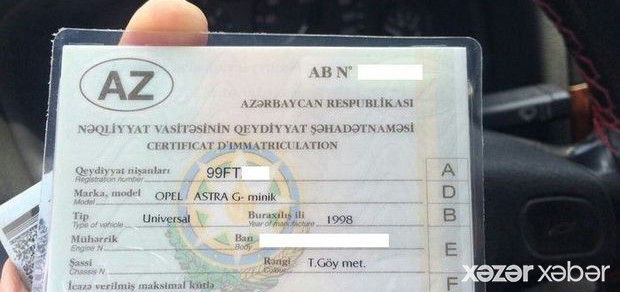 AZ
AB N°
AZƏRBAYCAN RESPUBLİKASI
NƏQLİYYAT VASİTƏSİNİN QEYDİYYAT ŞƏHADƏTNAMƏSİ
CERTIFICAT D'IMMATRICULATION
Qeydiyyat nişanları 99FT A
Registration number
Marka, model OPEL ASTRA G- minik D
Model
Tip Universal Buraxılış ili 1998 B
Type of vehicle Year of manufacture
Mühərrik Ban E
Engine N Body
Şassi Rəngi T.Göy met.
Chassis N Colour
İcazə verilmiş maksimal kütlə F
xəzər xəbər